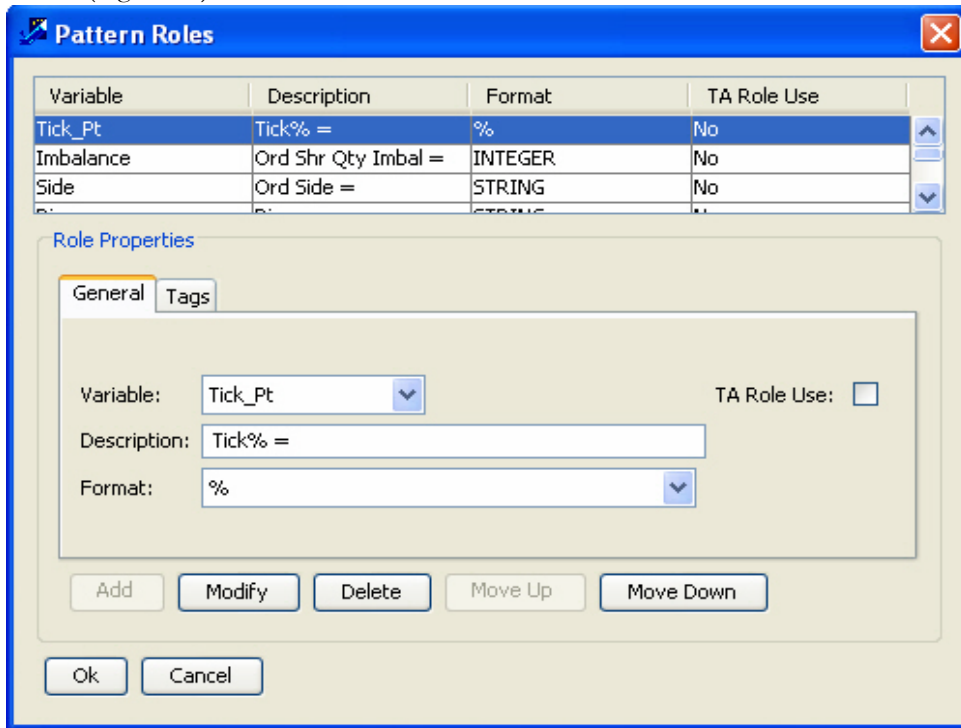 Pattern Roles
Variable Description Format TA Role Use
Tick_Pt Tick% = % No
Imbalance Ord Shr Qty Imbal = INTEGER No
Side Ord Side = STRING No
Role Properties
General Tags
Variable: Tick_Pt TA Role Use:
Description: Tick% =
Format: %
Add Modify Delete Move Up Move Down
Ok Cancel